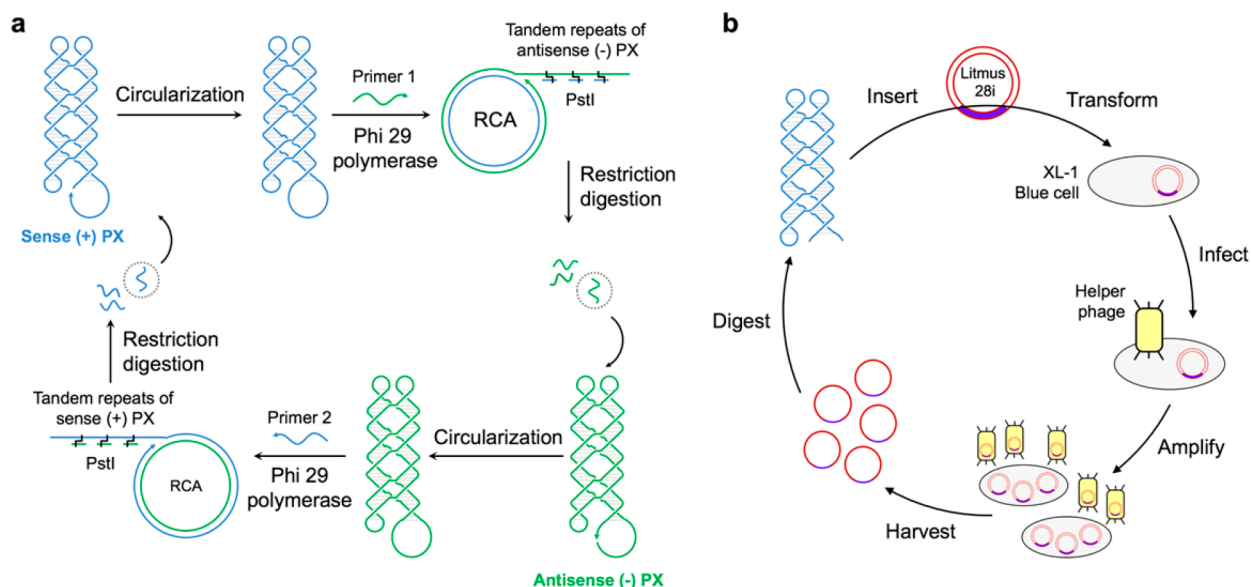 a
Circularization
Primer 1
Phi 29
polymerase
RCA
Tandem repeats of
antisense (-) PX
PstI
Restriction
digestion
Sense (+) PX
Restriction
digestion
Tandem repeats of
sense (+) PX
PstI
RCA
Primer 2
Phi 29
polymerase
Circularization
Antisense (-) PX
b
Insert
Litmus
28i
Transform
XL-1
Blue cell
Infect
Helper
phage
Amplify
Harvest
Digest